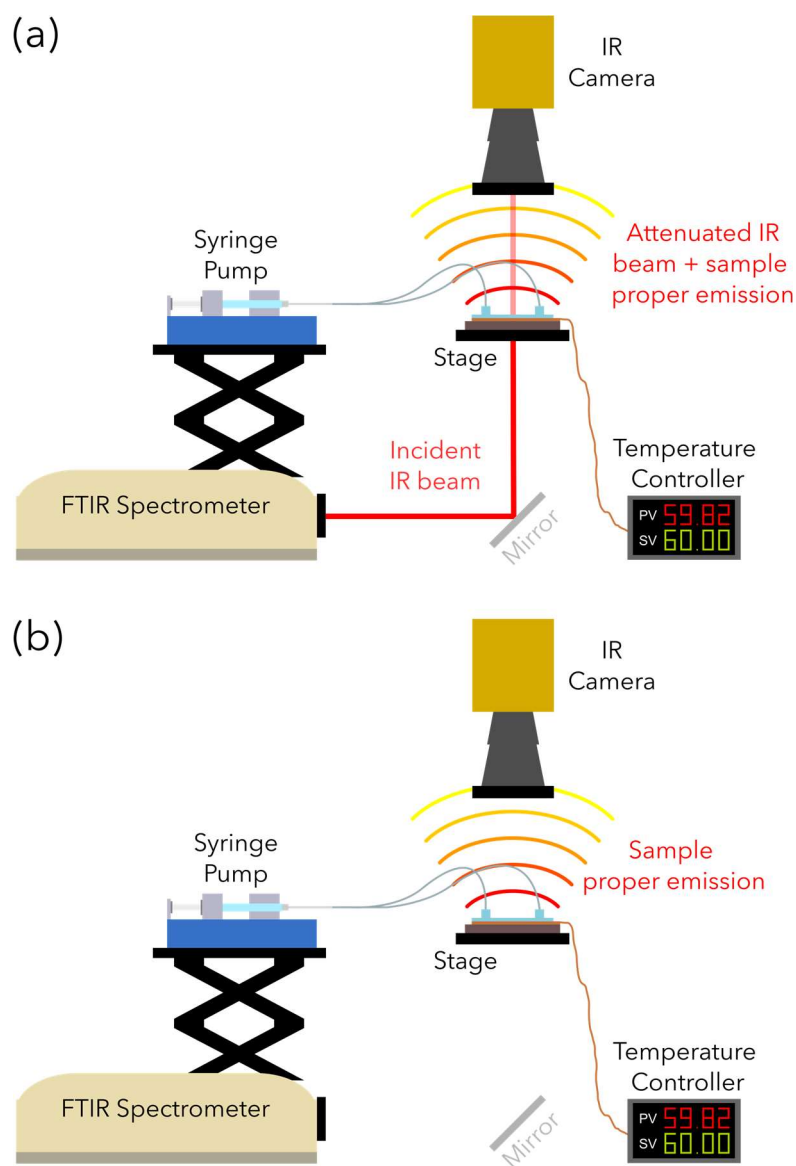 (a)
IR
Camera
Syringe
Pump
Attenuated IR
beam + sample
proper emission
Stage
Incident
IR beam
Temperature
Controller
FTIR Spectrometer
Mirror
PV 59.82
SV 60.00
(b)
IR
Camera
Syringe
Pump
Sample
proper emission
Stage
Temperature
Controller
FTIR Spectrometer
Mirror
PV 59.82
SV 60.00